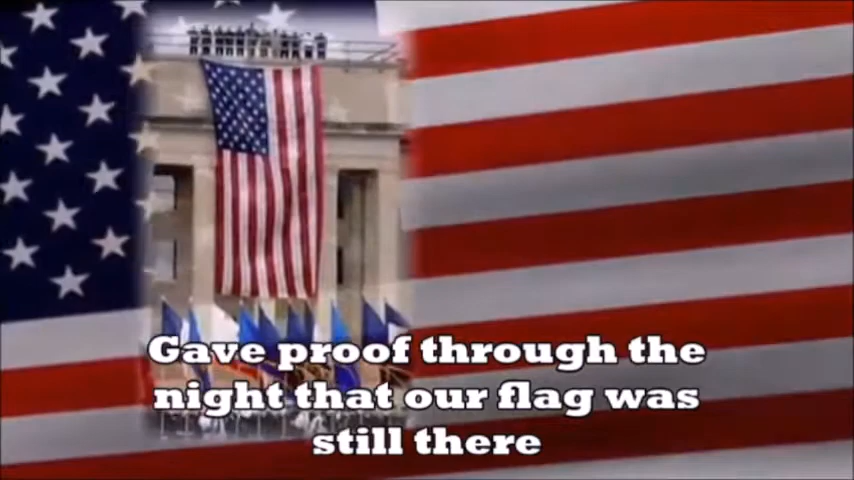 Gave proof through the
night that our flag was
still there